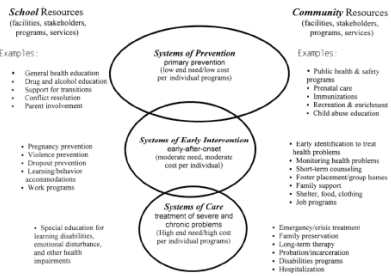 School Resources
(facilities, stakeholders,
programs, services)
Examples:
• General health education
• Drug and alcohol education
• Support for transitions
• Conflict resolution
• Parent involvement
• Pregnancy prevention
• Violence prevention
• Dropout prevention
• Learning/behavior
accommodations
• Work programs
• Special education for
learning disabilities,
emotional disturbance,
and other health
impairments
Systems of Prevention
primary prevention
(low end need/low cost
per individual programs)
Systems of Early Intervention
early-after-onset
(moderate need, moderate
cost per individual)
Systems of Care
treatment of severe and
chronic problems
(High end need/high cost
per individual programs)
Community Resources
(facilities, stakeholders,
programs, services)
Examples:
• Public health & safety
programs
• Prenatal care
• Immunizations
• Recreation & enrichment
• Child abuse education
• Early identification to treat
health problems
• Monitoring health problems
• Short-term counseling
• Foster placement/group homes
• Family support
• Shelter, food, clothing
• Job programs
• Emergency/crisis treatment
• Family preservation
• Long-term therapy
• Probation/incarceration
• Disabilities programs
• Hospitalization